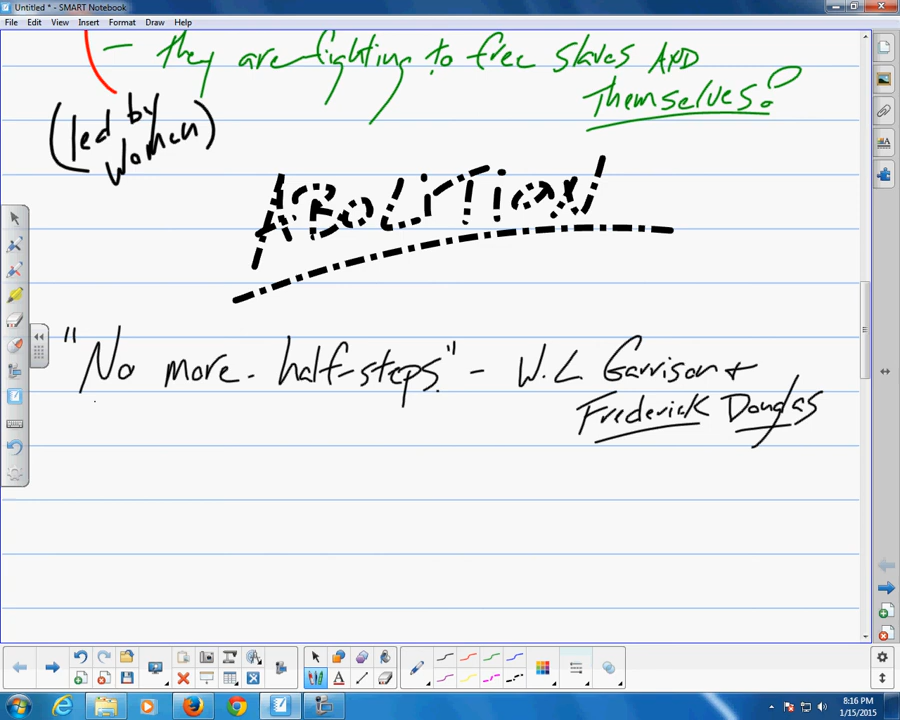 Untitled * - SMART Notebook
File Edit View Insert Format Draw Help
– they are fighting to free slaves AND
themselves?
(led by
women)
ABOLITION
"No more half-steps." - W.L. Garrison +
Frederick Douglas
8:16 PM
1/15/2015